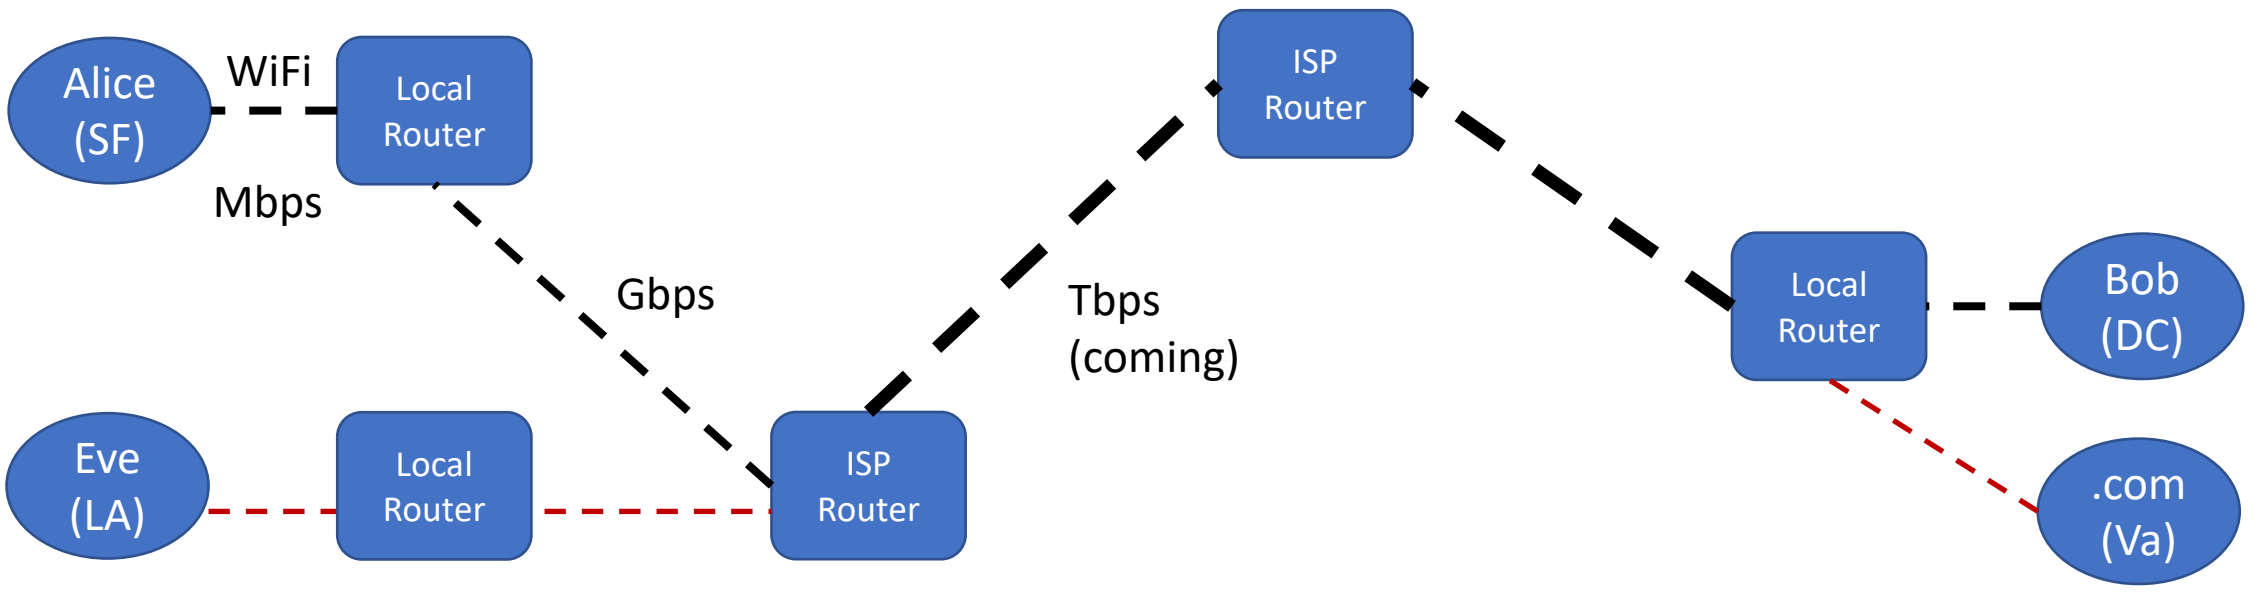 Alice
(SF)
WiFi
Mbps
Local
Router
Gbps
Eve
(LA)
Local
Router
ISP
Router
Tbps
(coming)
ISP
Router
Local
Router
Bob
(DC)
.com
(Va)